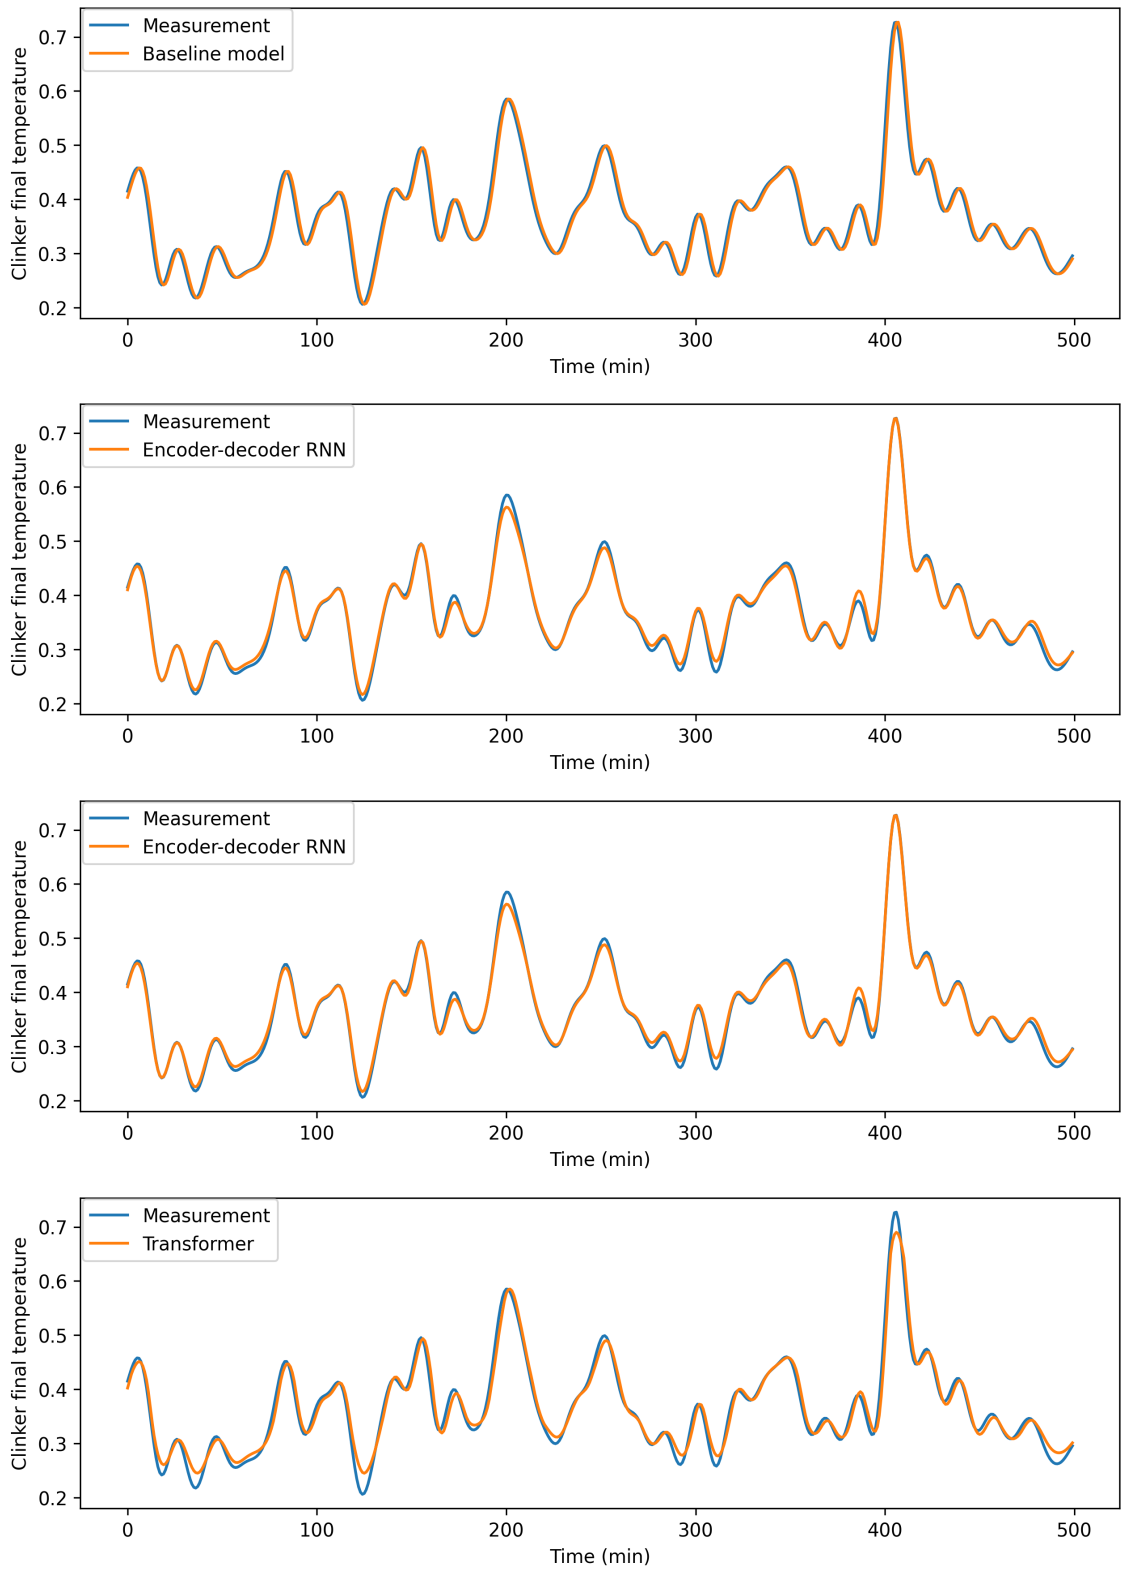 Measurement
Baseline model
Clinker final temperature
0.7
0.6
0.5
0.4
0.3
0.2
0 100 200 300 400 500
Time (min)
Measurement
Encoder-decoder RNN
Clinker final temperature
0.7
0.6
0.5
0.4
0.3
0.2
0 100 200 300 400 500
Time (min)
Measurement
Encoder-decoder RNN
Clinker final temperature
0.7
0.6
0.5
0.4
0.3
0.2
0 100 200 300 400 500
Time (min)
Measurement
Transformer
Clinker final temperature
0.7
0.6
0.5
0.4
0.3
0.2
0 100 200 300 400 500
Time (min)